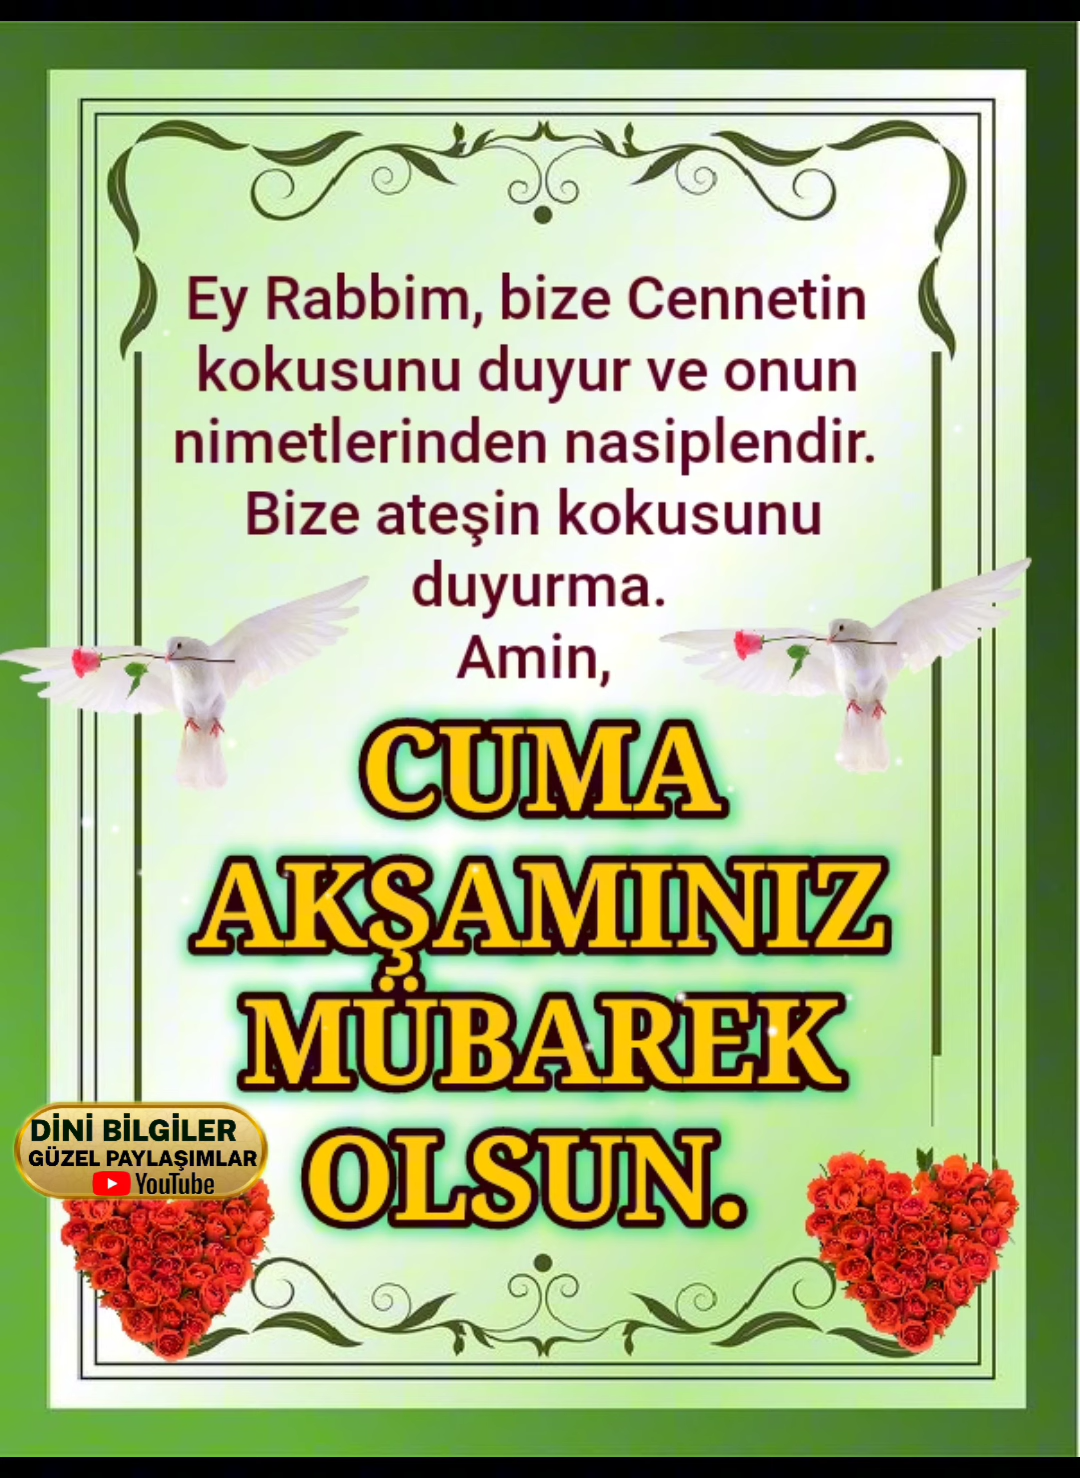 Ey Rabbim, bize Cennetin
kokusunu duyur ve onun
nimetlerinden nasiplendir.
Bize ateşin kokusunu
duyurma.
Amin,
CUMA
AKŞAMINIZ
MÜBAREK
OLSUN.
DİNİ BİLGİLER
GÜZEL PAYLAŞIMLAR
YouTube